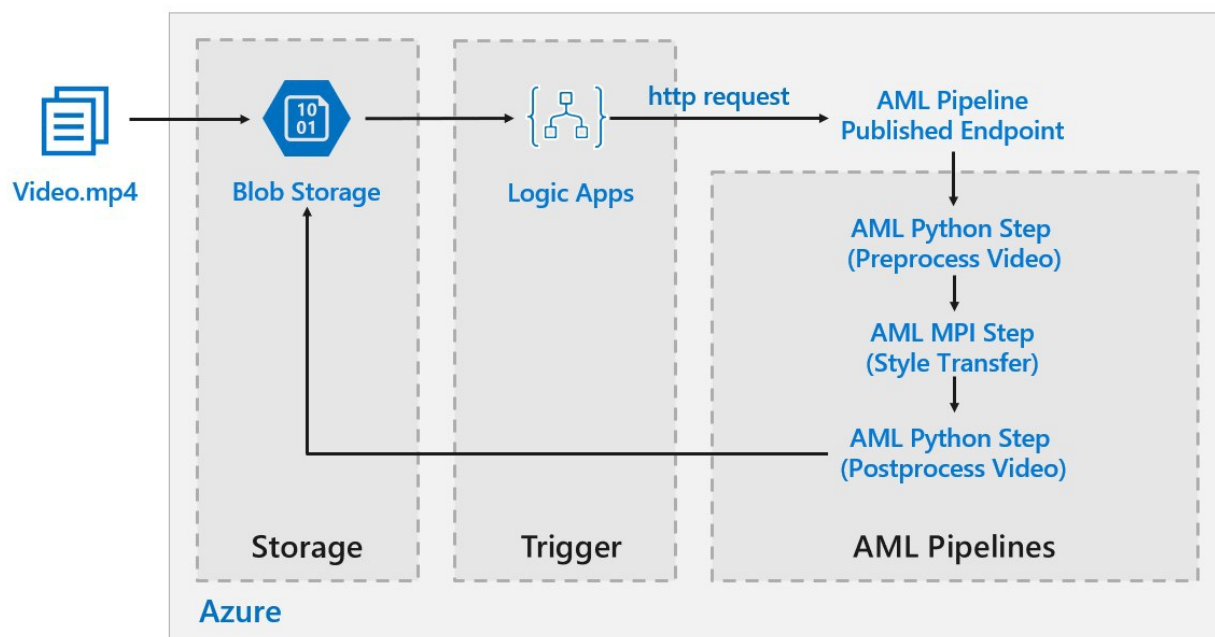 Video.mp4
10
01
Blob Storage
Logic Apps
http request
AML Pipeline
Published Endpoint
AML Python Step
(Preprocess Video)
AML MPI Step
(Style Transfer)
AML Python Step
(Postprocess Video)
Storage
Trigger
AML Pipelines
Azure